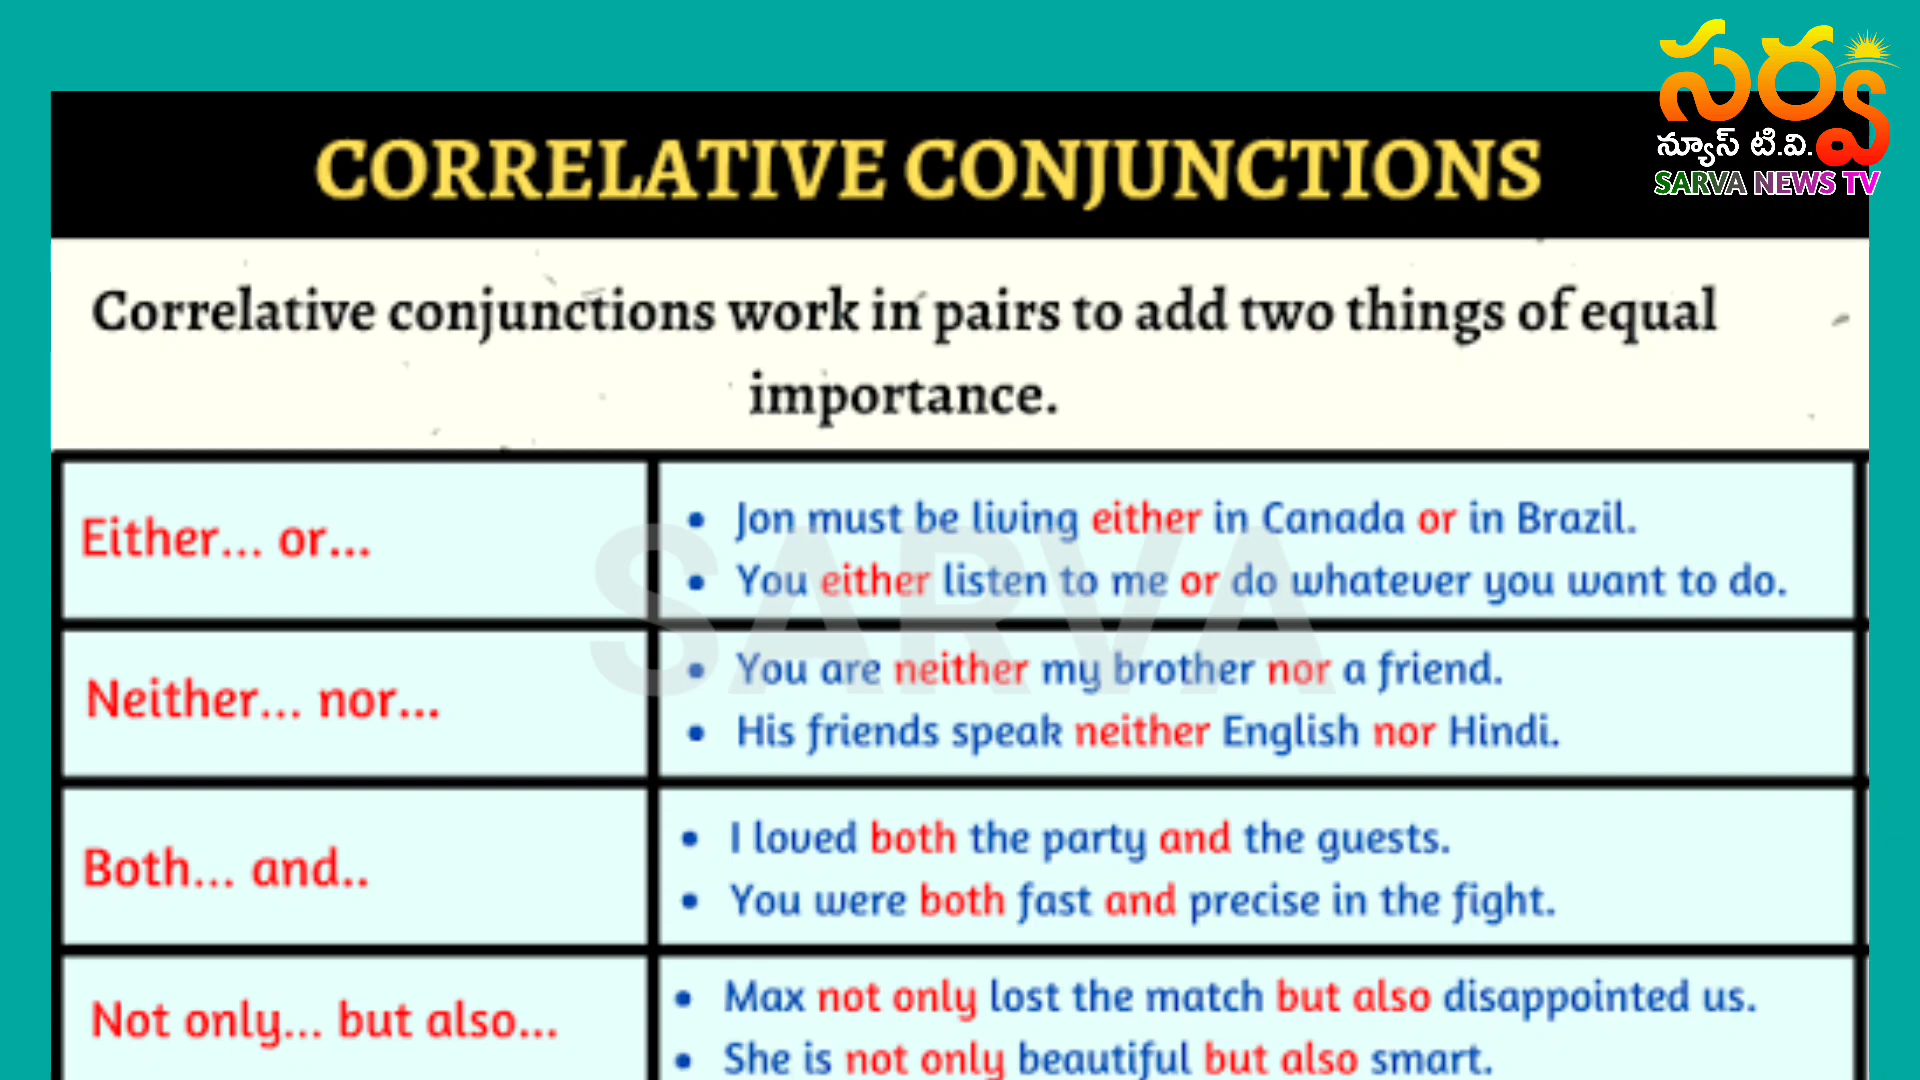 సర్వ
న్యూస్ టి.వి.
SARVA NEWS TV
CORRELATIVE CONJUNCTIONS
Correlative conjunctions work in pairs to add two things of equal
importance.
Either... or...
• Jon must be living either in Canada or in Brazil.
• You either listen to me or do whatever you want to do.
SARVA
Neither... nor...
• You are neither my brother nor a friend.
• His friends speak neither English nor Hindi.
Both... and..
• I loved both the party and the guests.
• You were both fast and precise in the fight.
Not only... but also...
• Max not only lost the match but also disappointed us.
• She is not only beautiful but also smart.